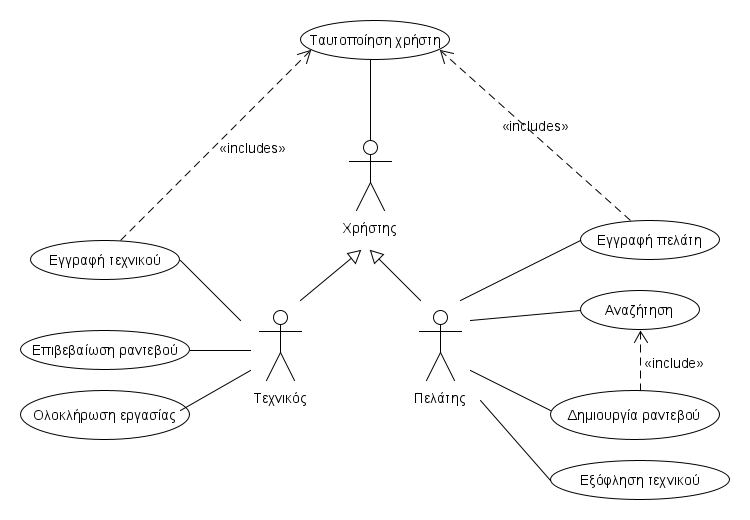 Ταυτοποίηση χρήστη
«includes»
«includes»
Χρήστης
Εγγραφή τεχνικού
Εγγραφή πελάτη
Αναζήτηση
Επιβεβαίωση ραντεβού
«include»
Τεχνικός
Πελάτης
Ολοκλήρωση εργασίας
Δημιουργία ραντεβού
Εξόφληση τεχνικού